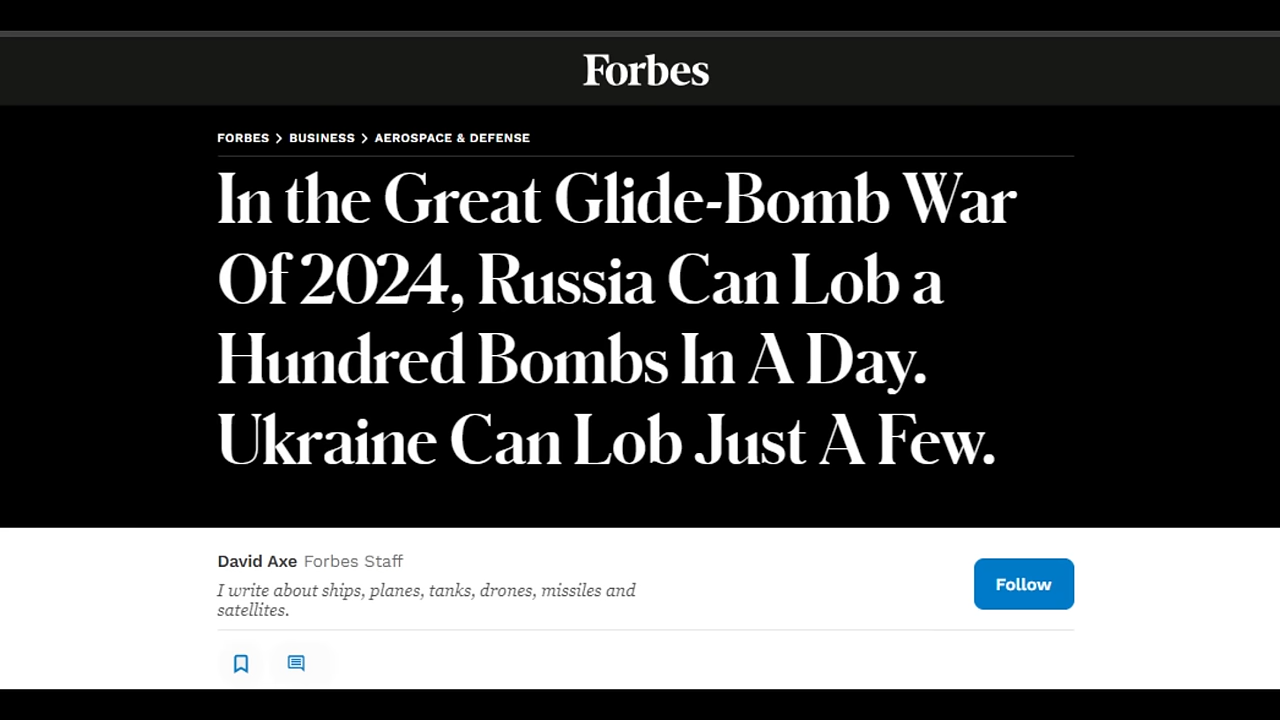 Forbes
FORBES > BUSINESS > AEROSPACE & DEFENSE
In the Great Glide-Bomb War
Of 2024, Russia Can Lob a
Hundred Bombs In A Day.
Ukraine Can Lob Just A Few.
David Axe Forbes Staff
I write about ships, planes, tanks, drones, missiles and
satellites.
Follow